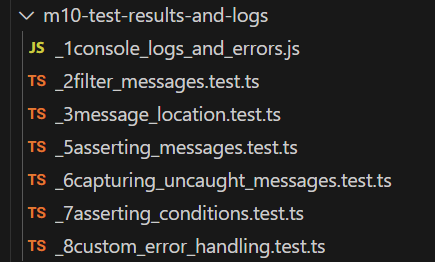 m10-test-results-and-logs
JS _1console_logs_and_errors.js
TS _2filter_messages.test.ts
TS _3message_location.test.ts
TS _5asserting_messages.test.ts
TS _6capturing_uncaught_messages.test.ts
TS _7asserting_conditions.test.ts
TS _8custom_error_handling.test.ts